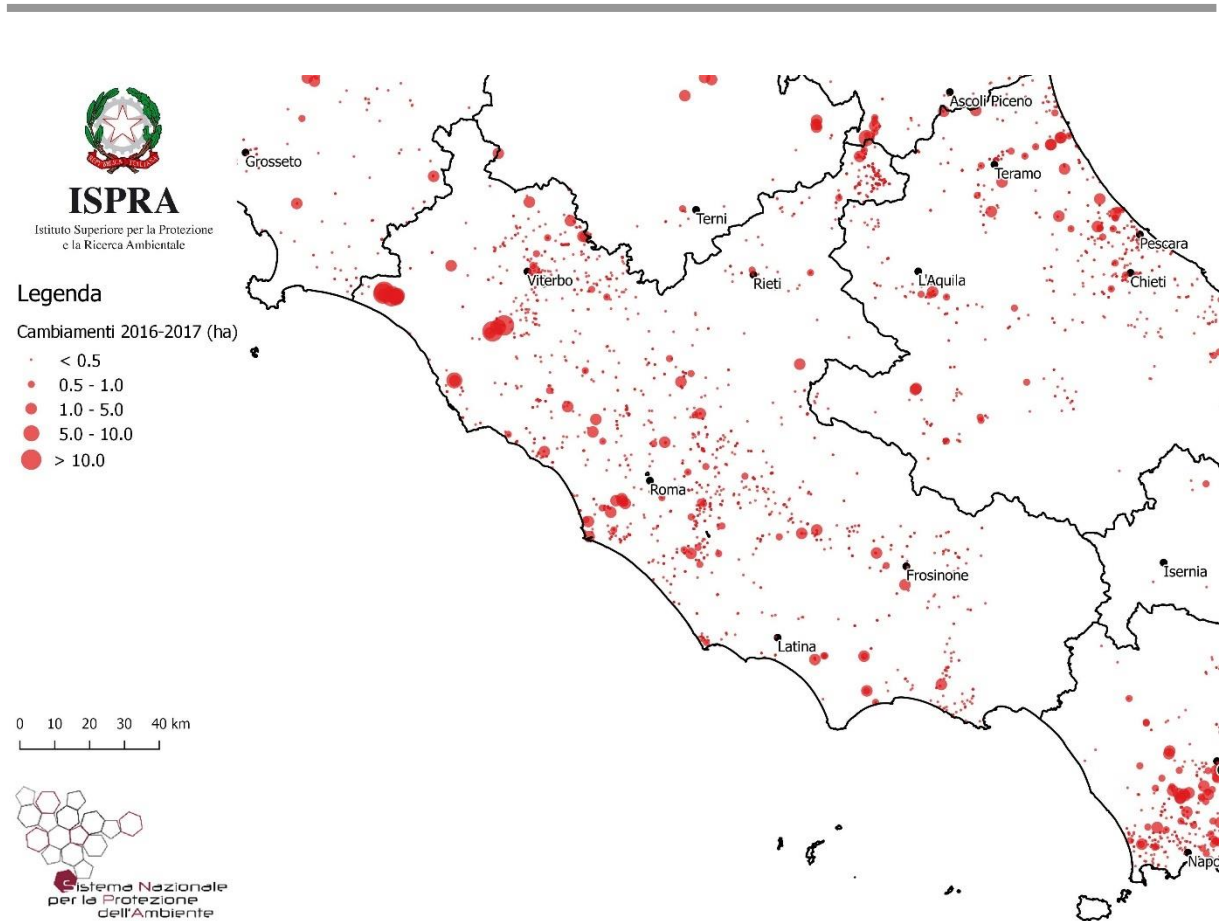 ISPRA
Istituto Superiore per la Protezione
e la Ricerca Ambientale
Legenda
Cambiamenti 2016-2017 (ha)
< 0.5
0.5 - 1.0
1.0 - 5.0
5.0 - 10.0
> 10.0
0 10 20 30 40 km
Sistema Nazionale
per la Protezione
dell'Ambiente
Ascoli Piceno
Grosseto
Teramo
Terni
Pescara
Viterbo
Rieti
L'Aquila
Chieti
Roma
Frosinone
Isernia
Latina
Napo